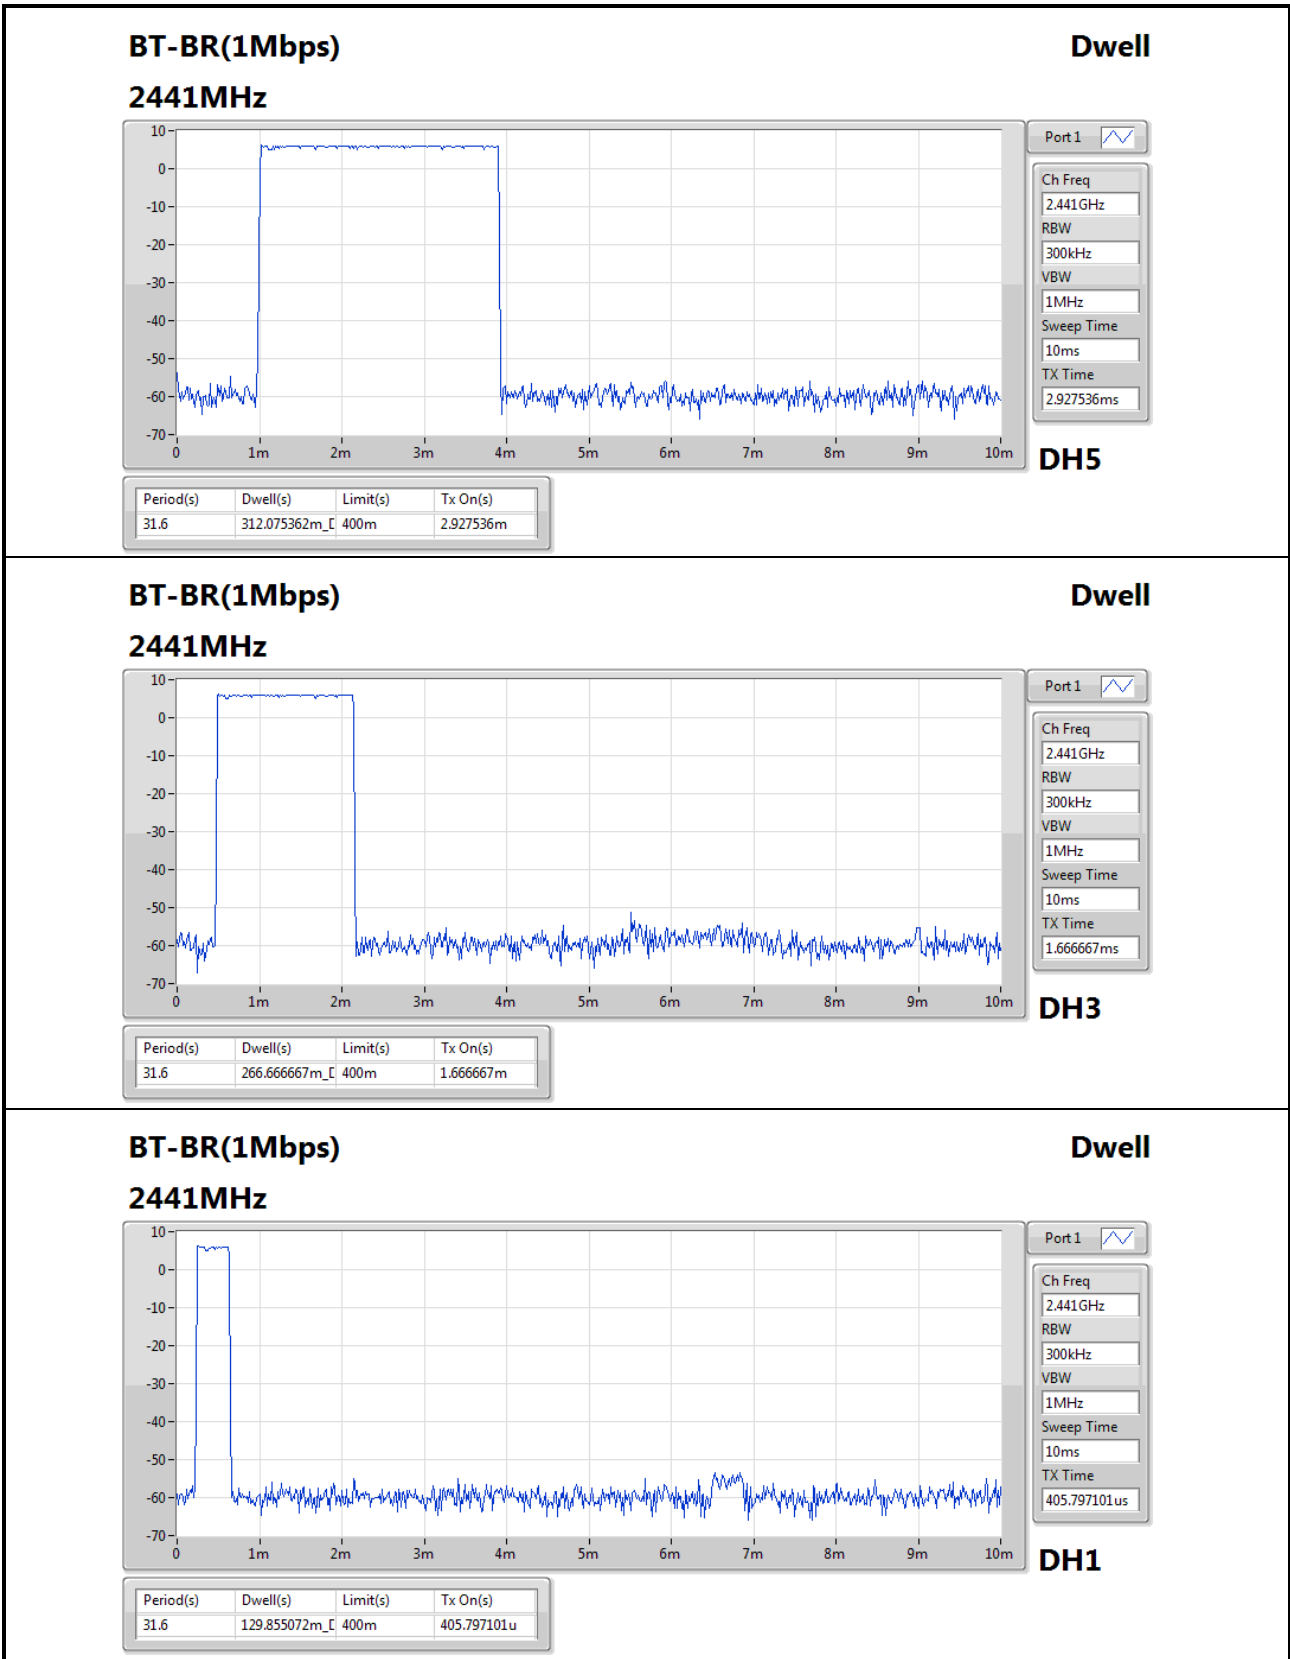 BT-BR(1Mbps) Dwell
2441MHz
10
0
-10
-20
-30
-40
-50
-60
-70
0 1m 2m 3m 4m 5m 6m 7m 8m 9m 10m
Port 1
Ch Freq
2.441GHz
RBW
300kHz
VBW
1MHz
Sweep Time
10ms
TX Time
2.927536ms
DH5
Period(s) Dwell(s) Limit(s) Tx On(s)
31.6 312.075362m_D 400m 2.927536m
BT-BR(1Mbps) Dwell
2441MHz
10
0
-10
-20
-30
-40
-50
-60
-70
0 1m 2m 3m 4m 5m 6m 7m 8m 9m 10m
Port 1
Ch Freq
2.441GHz
RBW
300kHz
VBW
1MHz
Sweep Time
10ms
TX Time
1.666667ms
DH3
Period(s) Dwell(s) Limit(s) Tx On(s)
31.6 266.666667m_D 400m 1.666667m
BT-BR(1Mbps) Dwell
2441MHz
10
0
-10
-20
-30
-40
-50
-60
-70
0 1m 2m 3m 4m 5m 6m 7m 8m 9m 10m
Port 1
Ch Freq
2.441GHz
RBW
300kHz
VBW
1MHz
Sweep Time
10ms
TX Time
405.797101us
DH1
Period(s) Dwell(s) Limit(s) Tx On(s)
31.6 129.855072m_D 400m 405.797101u